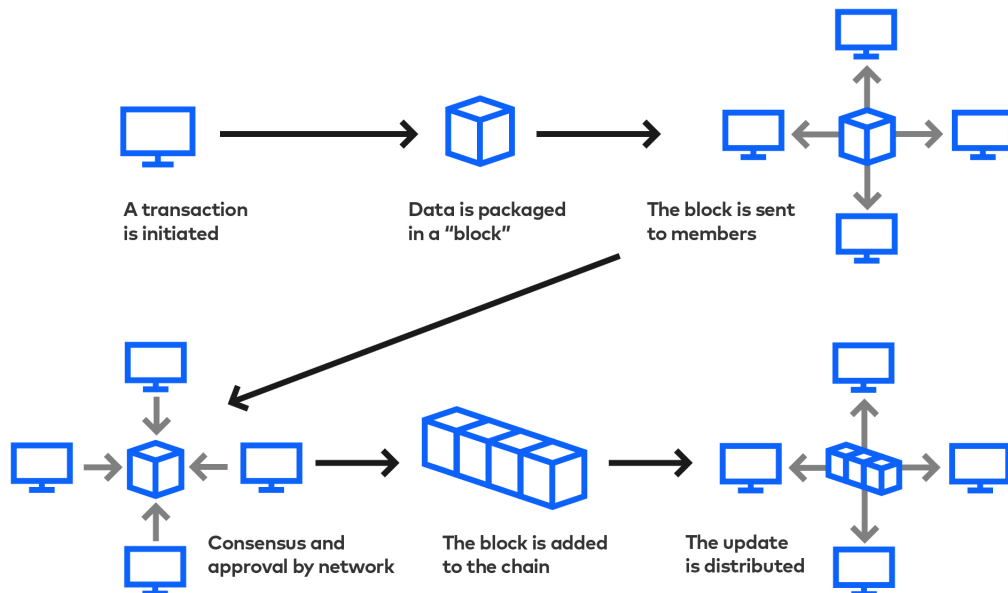 A transaction
is initiated
Data is packaged
in a “block”
The block is sent
to members
Consensus and
approval by network
The block is added
to the chain
The update
is distributed